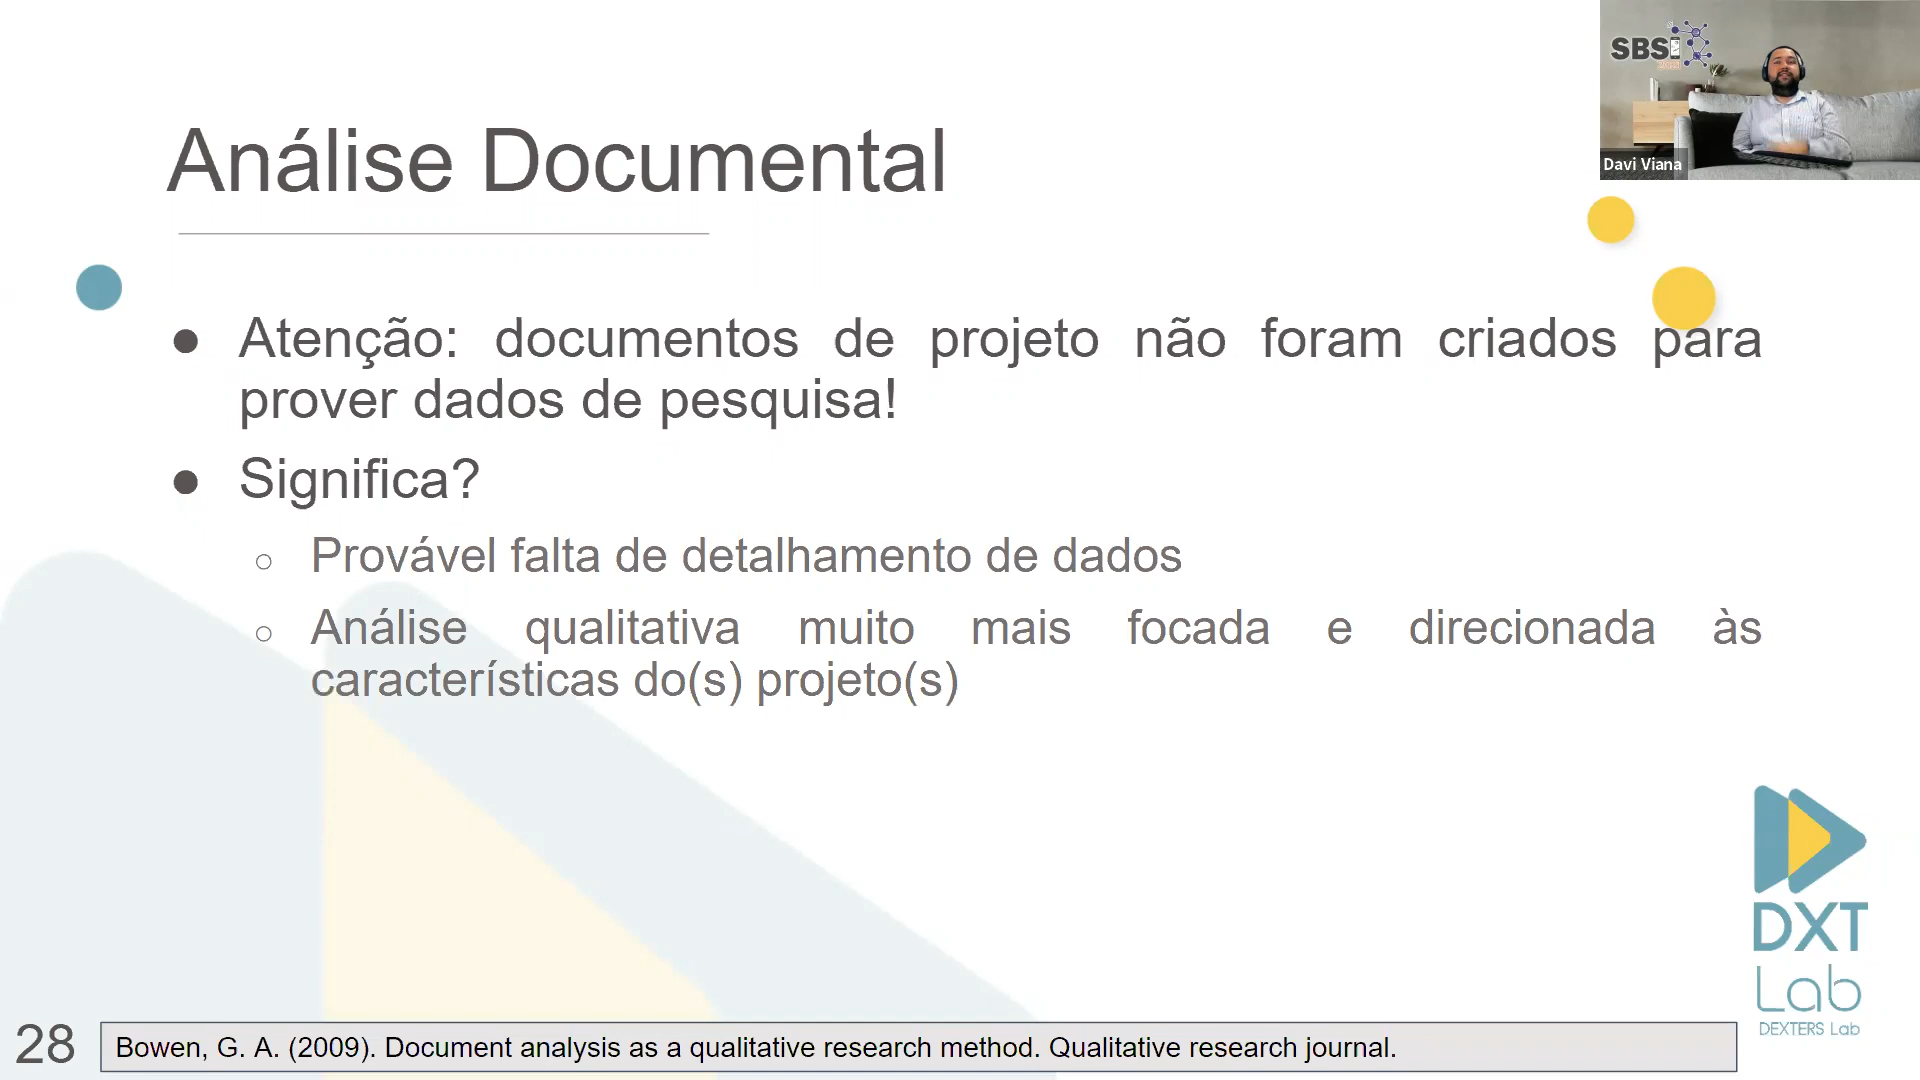 SBSI
Davi Viana
Análise Documental
● Atenção: documentos de projeto não foram criados para
prover dados de pesquisa!
● Significa?
○ Provável falta de detalhamento de dados
○ Análise qualitativa muito mais focada e direcionada às
características do(s) projeto(s)
DXT
Lab
DEXTERS Lab
28
Bowen, G. A. (2009). Document analysis as a qualitative research method. Qualitative research journal.